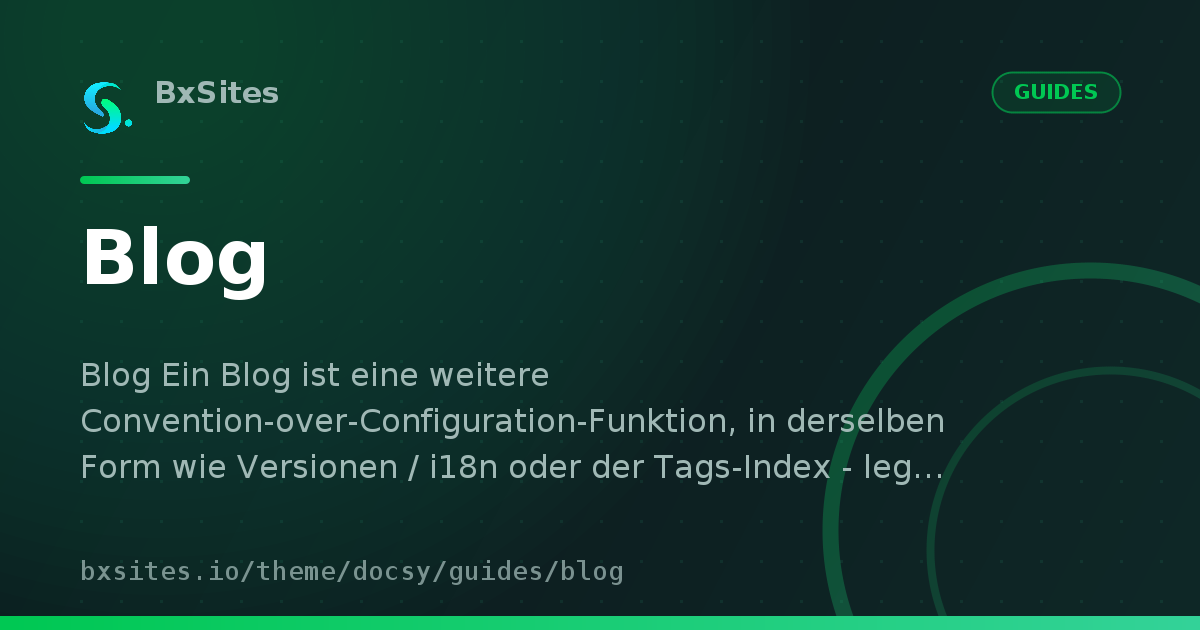 BxSites
GUIDES
Blog
Blog Ein Blog ist eine weitere
Convention-over-Configuration-Funktion, in derselben
Form wie Versionen / i18n oder der Tags-Index - leg…
bxsites.io/theme/docsy/guides/blog